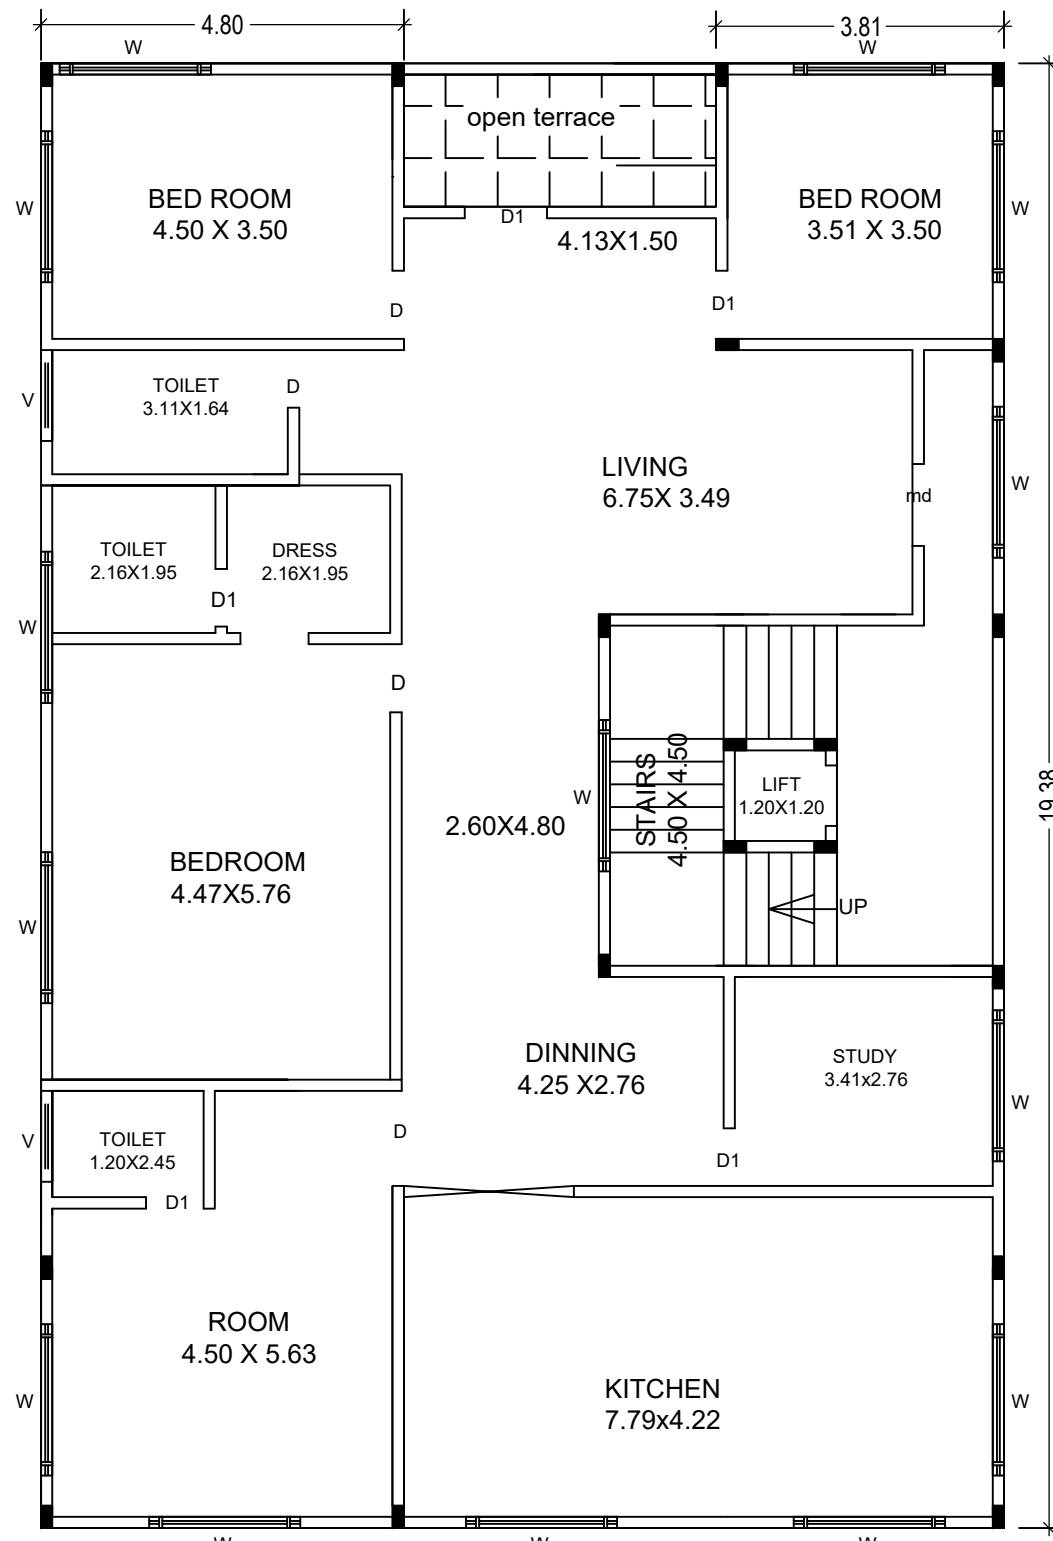 4.80
3.81
W
W
open terrace
BED ROOM
4.50 X 3.50
BED ROOM
3.51 X 3.50
W
W
D1
4.13X1.50
D
D1
TOILET
3.11X1.64
D
V
LIVING
6.75X 3.49
W
md
TOILET
2.16X1.95
DRESS
2.16X1.95
D1
W
D
19.38
STAIRS
4.50 X 4.50
LIFT
1.20X1.20
W
2.60X4.80
BEDROOM
4.47X5.76
UP
W
DINNING
4.25 X2.76
STUDY
3.41x2.76
W
V
TOILET
1.20X2.45
D
D1
D1
ROOM
4.50 X 5.63
KITCHEN
7.79x4.22
W
W
W
W
W